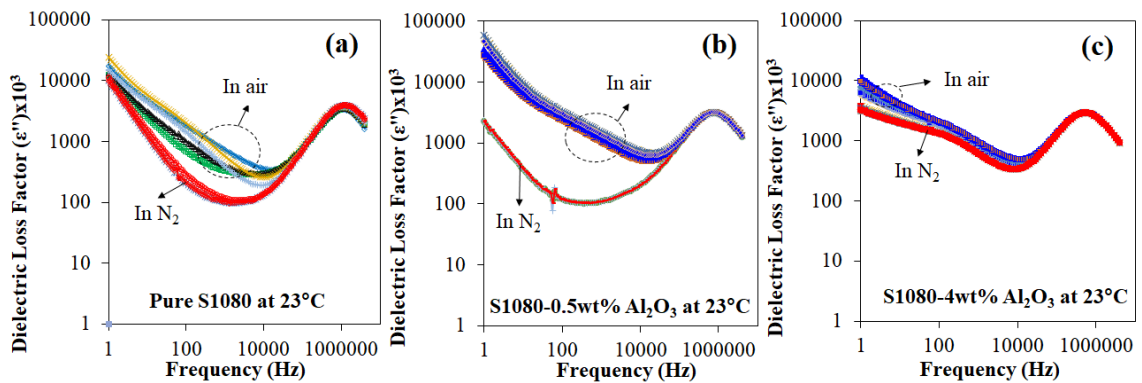 (a)
Dielectric Loss Factor (ε'')x10³
100000
10000
1000
100
10
1
In air
In N₂
Pure S1080 at 23°C
1 100 10000 1000000
Frequency (Hz)
(b)
Dielectric Loss Factor (ε'')x10³
100000
10000
1000
100
10
1
In air
In N₂
S1080-0.5wt% Al₂O₃ at 23°C
1 100 10000 1000000
Frequency (Hz)
(c)
Dielectric Loss Factor (ε'')x10³
100000
10000
1000
100
10
1
In air
In N₂
S1080-4wt% Al₂O₃ at 23°C
1 100 10000 1000000
Frequency (Hz)